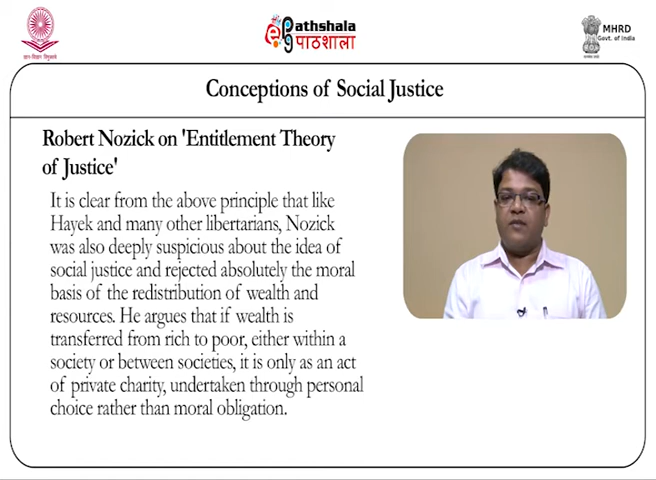 Pathshala
पाठशाला
MHRD
Govt. of India
Conceptions of Social Justice
Robert Nozick on 'Entitlement Theory
of Justice'
It is clear from the above principle that like
Hayek and many other libertarians, Nozick
was also deeply suspicious about the idea of
social justice and rejected absolutely the moral
basis of the redistribution of wealth and
resources. He argues that if wealth is
transferred from rich to poor, either within a
society or between societies, it is only as an act
of private charity, undertaken through personal
choice rather than moral obligation.